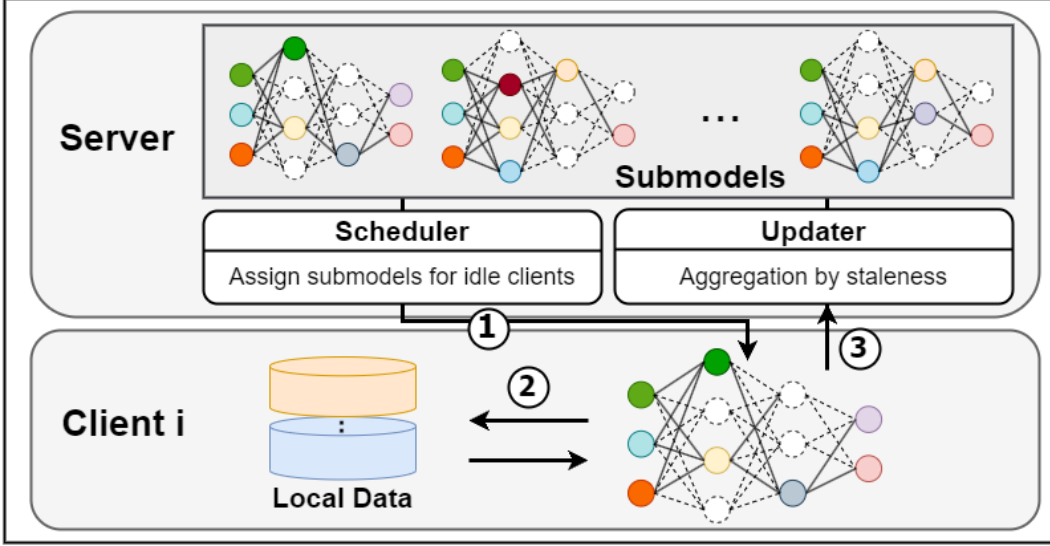 Server
...
Submodels
Scheduler
Assign submodels for idle clients
Updater
Aggregation by staleness
1
3
2
Client i
:
Local Data